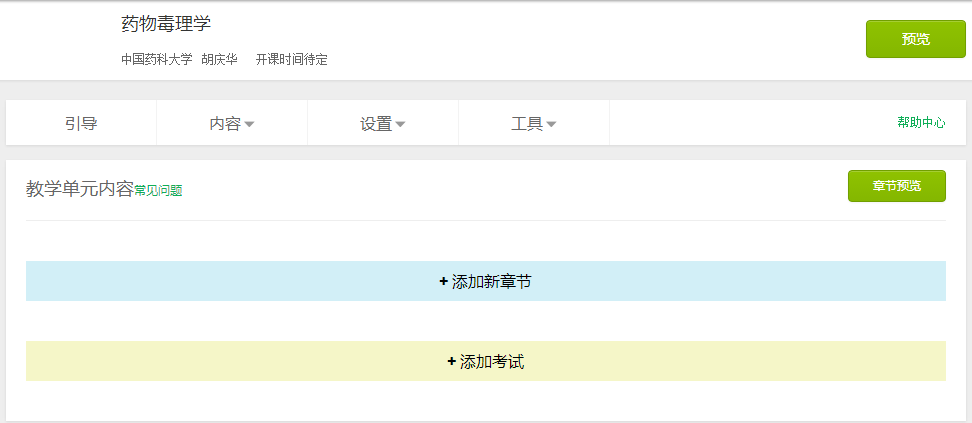 药物毒理学
预览
中国药科大学 胡庆华 开课时间待定
引导 内容 设置 工具 帮助中心
教学单元内容常见问题 章节预览
+ 添加新章节
+ 添加考试